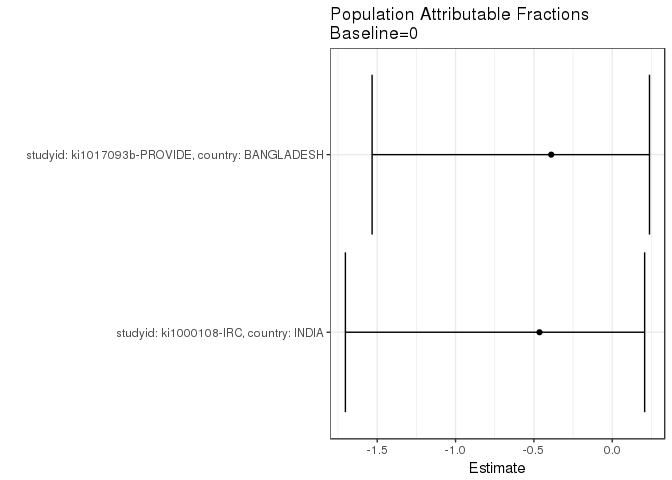 Population Attributable Fractions
Baseline=0
studyid: ki1017093b-PROVIDE, country: BANGLADESH
studyid: ki1000108-IRC, country: INDIA
-1.5 -1.0 -0.5 0.0
Estimate